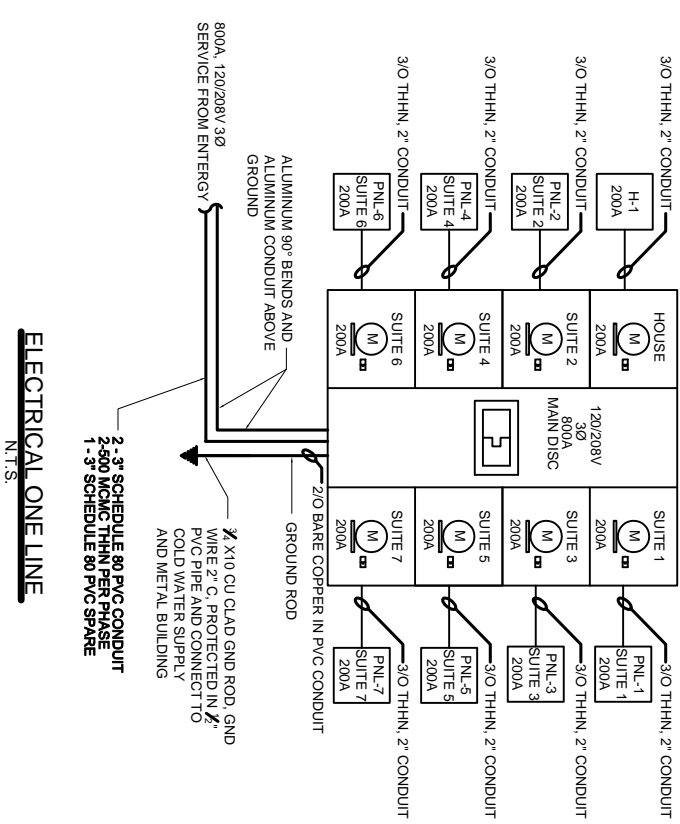 3/O THHN, 2" CONDUIT
3/O THHN, 2" CONDUIT
3/O THHN, 2" CONDUIT
3/O THHN, 2" CONDUIT
H-1
200A
PNL-2
SUITE 2
200A
PNL-4
SUITE 4
200A
PNL-6
SUITE 6
200A
HOUSE
M
200A
SUITE 2
M
200A
SUITE 4
M
200A
SUITE 6
M
200A
120/208V
3Ø
800A
MAIN DISC
SUITE 1
M
200A
SUITE 3
M
200A
SUITE 5
M
200A
SUITE 7
M
200A
PNL-1
SUITE 1
200A
PNL-3
SUITE 3
200A
PNL-5
SUITE 5
200A
PNL-7
SUITE 7
200A
3/O THHN, 2" CONDUIT
3/O THHN, 2" CONDUIT
3/O THHN, 2" CONDUIT
3/O THHN, 2" CONDUIT
800A, 120/208V 3Ø
SERVICE FROM ENTERGY
ALUMINUM 90° BENDS AND
ALUMINUM CONDUIT ABOVE
GROUND
2/O BARE COPPER IN PVC CONDUIT
GROUND ROD
¾ X10 CU CLAD GND ROD, GND
WIRE 2" C, PROTECTED IN ½"
PVC PIPE AND CONNECT TO
COLD WATER SUPPLY
AND METAL BUILDING
2 - 3" SCHEDULE 80 PVC CONDUIT
2-500 MCMC THHN PER PHASE
1 - 3" SCHEDULE 80 PVC SPARE
ELECTRICAL ONE LINE
N.T.S.